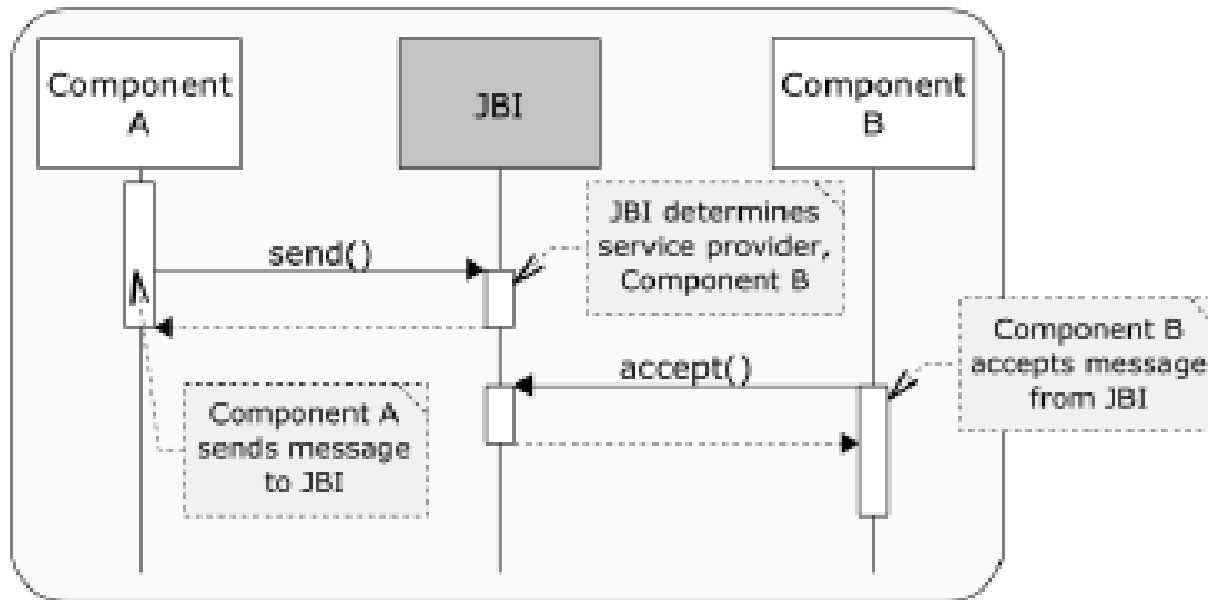 Component
A
JBI
Component
B
JBI determines
service provider,
Component B
send()
Component B
accepts message
from JBI
accept()
Component A
sends message
to JBI